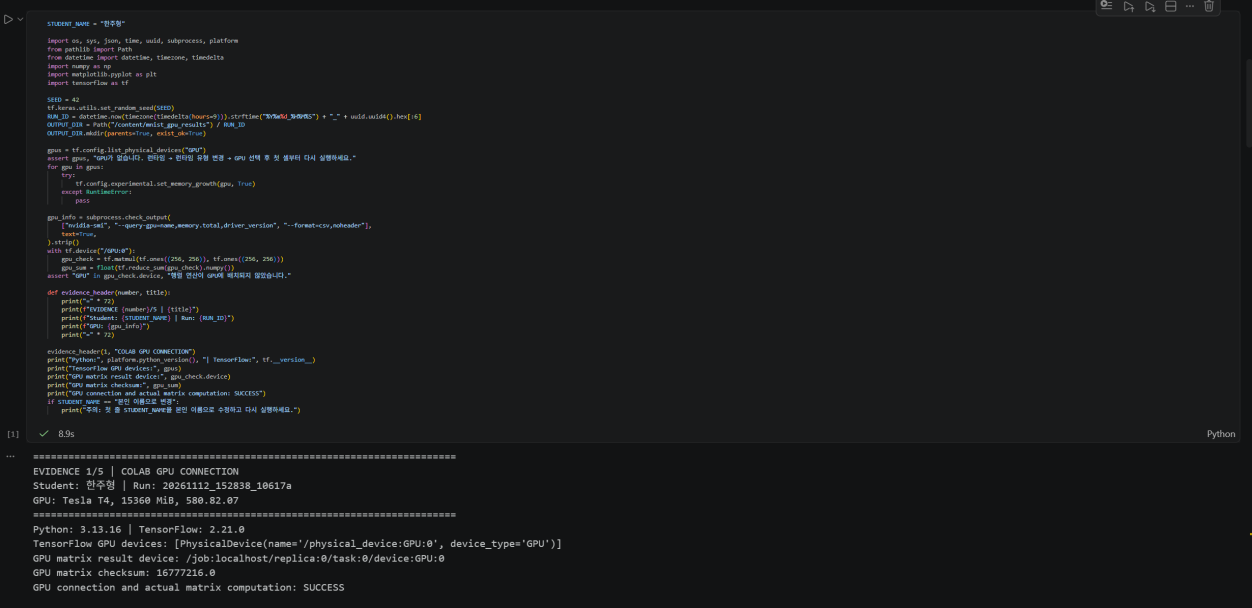 STUDENT_NAME = "한주형"
import os, sys, json, time, uuid, subprocess, platform
from pathlib import Path
from datetime import datetime, timezone, timedelta
import numpy as np
import matplotlib.pyplot as plt
import tensorflow as tf
SEED = 42
tf.keras.utils.set_random_seed(SEED)
RUN_ID = datetime.now(timezone(timedelta(hours=9))).strftime("%Y%m%d_%H%M%S") + "_" + uuid.uuid4().hex[:6]
OUTPUT_DIR = Path("/content/mnist_gpu_results") / RUN_ID
OUTPUT_DIR.mkdir(parents=True, exist_ok=True)
gpus = tf.config.list_physical_devices("GPU")
assert gpus, "GPU가 없습니다. 런타임 → 런타임 유형 변경 → GPU 선택 후 첫 셀부터 다시 실행하세요."
for gpu in gpus:
try:
tf.config.experimental.set_memory_growth(gpu, True)
except RuntimeError:
pass
gpu_info = subprocess.check_output(
["nvidia-smi", "--query-gpu=name,memory.total,driver_version", "--format=csv,noheader"],
text=True,
).strip()
with tf.device("/GPU:0"):
gpu_check = tf.matmul(tf.ones((256, 256)), tf.ones((256, 256)))
gpu_sum = float(tf.reduce_sum(gpu_check).numpy())
assert "GPU" in gpu_check.device, "행렬 연산이 GPU에 배치되지 않았습니다."
def evidence_header(number, title):
print("=" * 72)
print(f"EVIDENCE {number}/5 | {title}")
print(f"Student: {STUDENT_NAME} | Run: {RUN_ID}")
print(f"GPU: {gpu_info}")
print("=" * 72)
evidence_header(1, "COLAB GPU CONNECTION")
print("Python:", platform.python_version(), "| TensorFlow:", tf.__version__)
print("TensorFlow GPU devices:", gpus)
print("GPU matrix result device:", gpu_check.device)
print("GPU matrix checksum:", gpu_sum)
print("GPU connection and actual matrix computation: SUCCESS")
if STUDENT_NAME == "본인 이름으로 변경":
print("주의: 첫 줄 STUDENT_NAME을 본인 이름으로 수정하고 다시 실행하세요.")
[1] 8.9s Python
========================================================================
EVIDENCE 1/5 | COLAB GPU CONNECTION
Student: 한주형 | Run: 20261112_152838_10617a
GPU: Tesla T4, 15360 MiB, 580.82.07
========================================================================
Python: 3.13.16 | TensorFlow: 2.21.0
TensorFlow GPU devices: [PhysicalDevice(name='/physical_device:GPU:0', device_type='GPU')]
GPU matrix result device: /job:localhost/replica:0/task:0/device:GPU:0
GPU matrix checksum: 16777216.0
GPU connection and actual matrix computation: SUCCESS